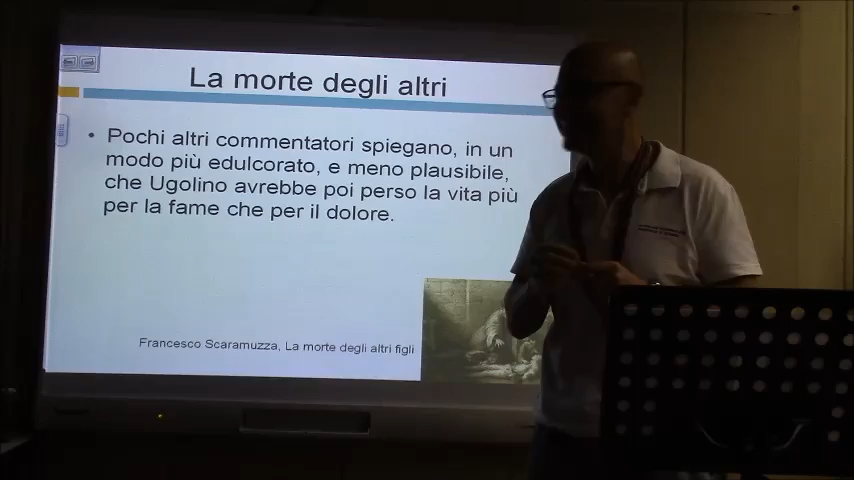 La morte degli altri
• Pochi altri commentatori spiegano, in un
modo più edulcorato, e meno plausibile,
che Ugolino avrebbe poi perso la vita più
per la fame che per il dolore.
Francesco Scaramuzza, La morte degli altri figli